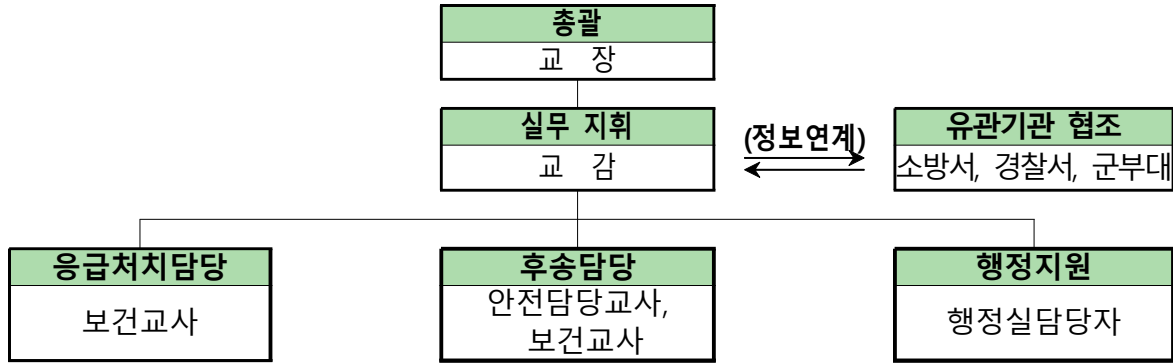 총괄
교 장
실무 지휘
교 감
(정보연계)
유관기관 협조
소방서, 경찰서, 군부대
응급처치담당
보건교사
후송담당
안전담당교사,
보건교사
행정지원
행정실담당자